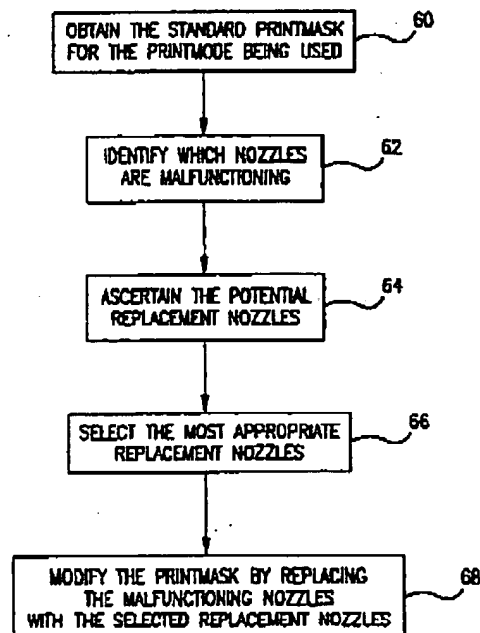 OBTAIN THE STANDARD PRINTMASK
FOR THE PRINTMODE BEING USED
60
IDENTIFY WHICH NOZZLES
ARE MALFUNCTIONING
62
ASCERTAIN THE POTENTIAL
REPLACEMENT NOZZLES
64
SELECT THE MOST APPROPRIATE
REPLACEMENT NOZZLES
66
MODIFY THE PRINTMASK BY REPLACING
THE MALFUNCTIONING NOZZLES
WITH THE SELECTED REPLACEMENT NOZZLES
68